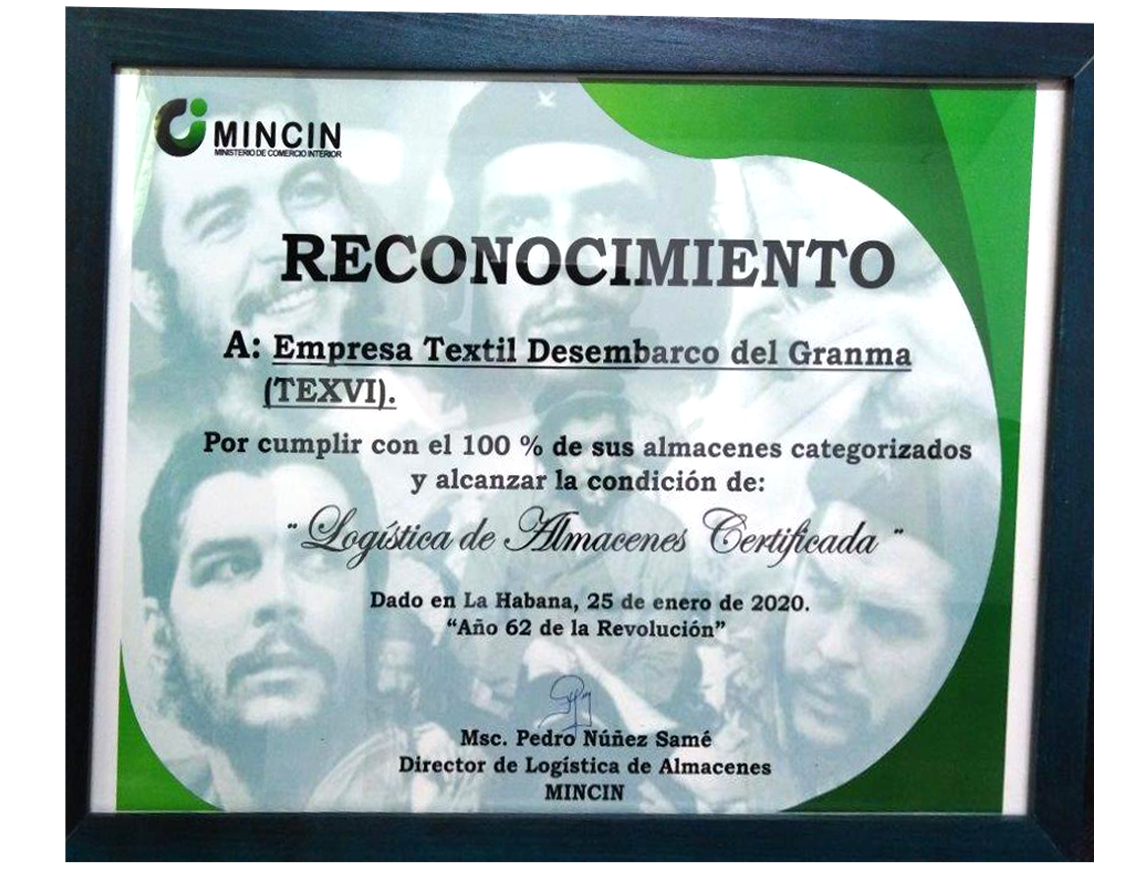 MINCIN
MINISTERIO DE COMERCIO INTERIOR
RECONOCIMIENTO
A: Empresa Textil Desembarco del Granma
(TEXVI).
Por cumplir con el 100 % de sus almacenes categorizados
y alcanzar la condición de:
" Logística de Almacenes Certificada "
Dado en La Habana, 25 de enero de 2020.
“Año 62 de la Revolución”
Msc. Pedro Núñez Samé
Director de Logística de Almacenes
MINCIN